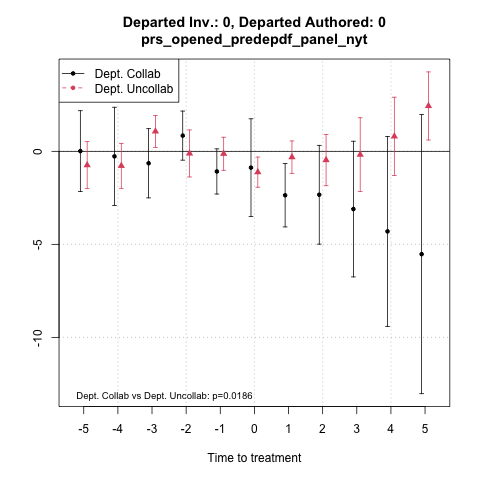 Departed Inv.: 0, Departed Authored: 0
prs_opened_predepdf_panel_nyt
Dept. Collab
Dept. Uncollab
0
-5
-10
Dept. Collab vs Dept. Uncollab: p=0.0186
-5 -4 -3 -2 -1 0 1 2 3 4 5
Time to treatment